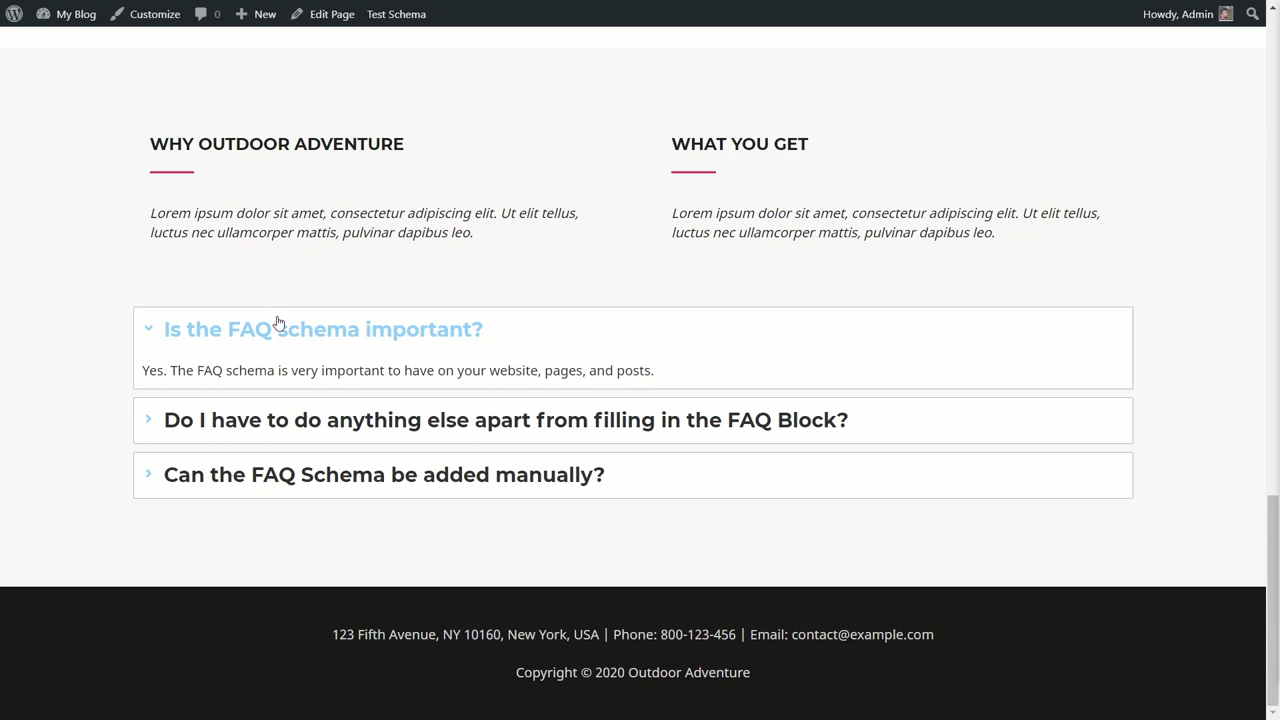 My Blog Customize 0 New Edit Page Test Schema Howdy, Admin
WHY OUTDOOR ADVENTURE
Lorem ipsum dolor sit amet, consectetur adipiscing elit. Ut elit tellus,
luctus nec ullamcorper mattis, pulvinar dapibus leo.
WHAT YOU GET
Lorem ipsum dolor sit amet, consectetur adipiscing elit. Ut elit tellus,
luctus nec ullamcorper mattis, pulvinar dapibus leo.
Is the FAQ schema important?
Yes. The FAQ schema is very important to have on your website, pages, and posts.
Do I have to do anything else apart from filling in the FAQ Block?
Can the FAQ Schema be added manually?
123 Fifth Avenue, NY 10160, New York, USA | Phone: 800-123-456 | Email: contact@example.com
Copyright © 2020 Outdoor Adventure